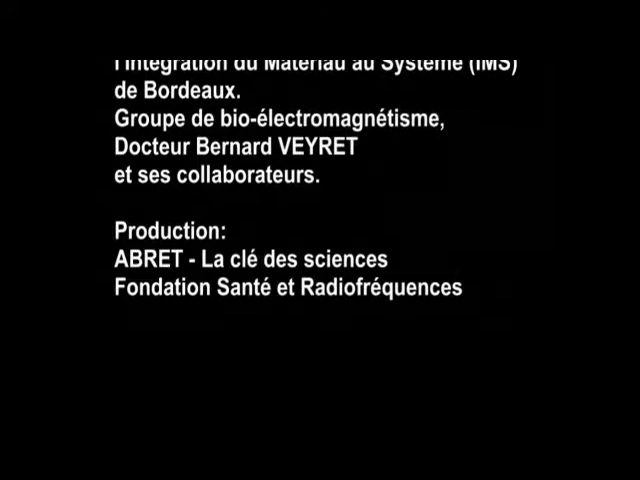 l'Intégration du Matériau au Système (IMS)
de Bordeaux.
Groupe de bio-électromagnétisme,
Docteur Bernard VEYRET
et ses collaborateurs.
Production:
ABRET - La clé des sciences
Fondation Santé et Radiofréquences